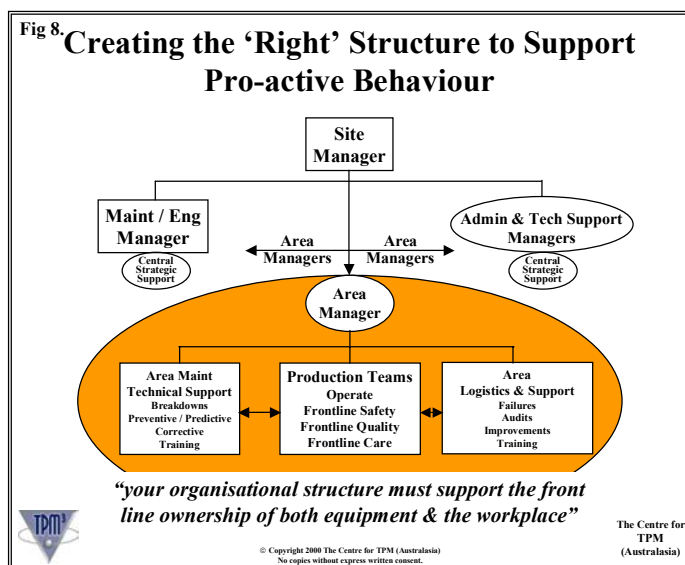 Fig 8.
Creating the ‘Right’ Structure to Support
Pro-active Behaviour
Site
Manager
Maint / Eng
Manager
Central
Strategic
Support
Admin & Tech Support
Managers
Central
Strategic
Support
Area
Managers
Area
Managers
Area
Manager
Area Maint
Technical Support
Breakdowns
Preventive / Predictive
Corrective
Training
Production Teams
Operate
Frontline Safety
Frontline Quality
Frontline Care
Area
Logistics & Support
Failures
Audits
Improvements
Training
“your organisational structure must support the front
line ownership of both equipment & the workplace”
TPM³
© Copyright 2000 The Centre for TPM (Australasia)
No copies without express written consent.
The Centre for
TPM
(Australasia)